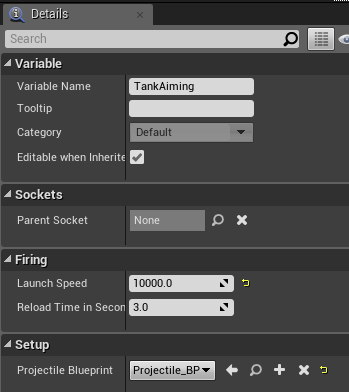 Details
Search
Variable
Variable Name TankAiming
Tooltip
Category Default
Editable when Inherite
Sockets
Parent Socket None
Firing
Launch Speed 10000.0
Reload Time in Secon 3.0
Setup
Projectile Blueprint Projectile_BP